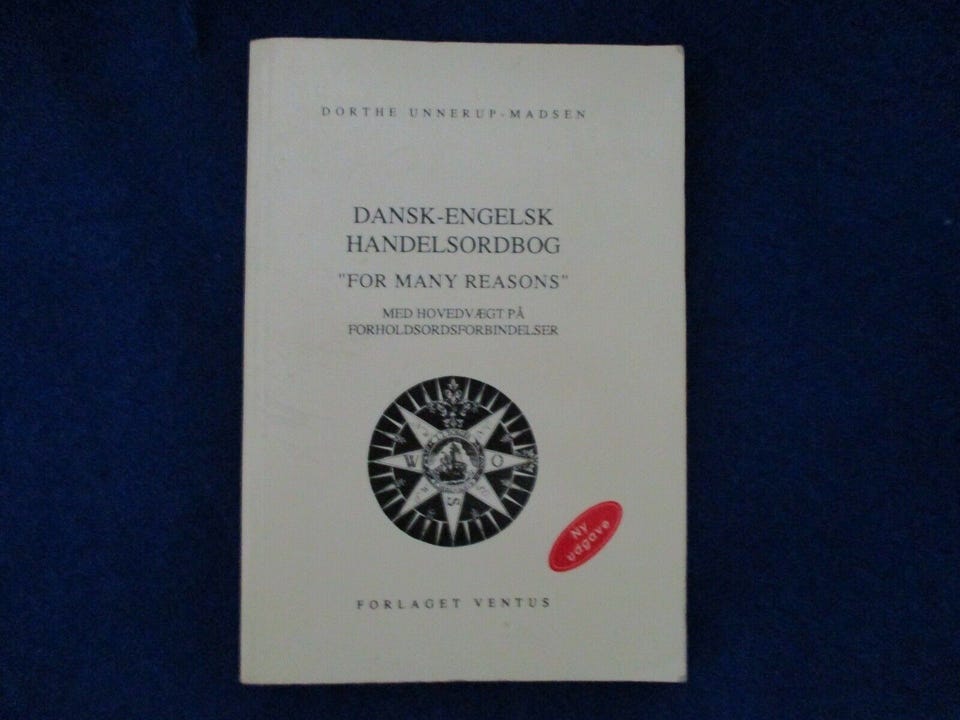 DORTHE UNNERUP-MADSEN
DANSK-ENGELSK
HANDELSORDBOG
"FOR MANY REASONS"
MED HOVEDVÆGT PÅ
FORHOLDSORDSFORBINDELSER
W
O
S
Ny
udgave
FORLAGET VENTUS